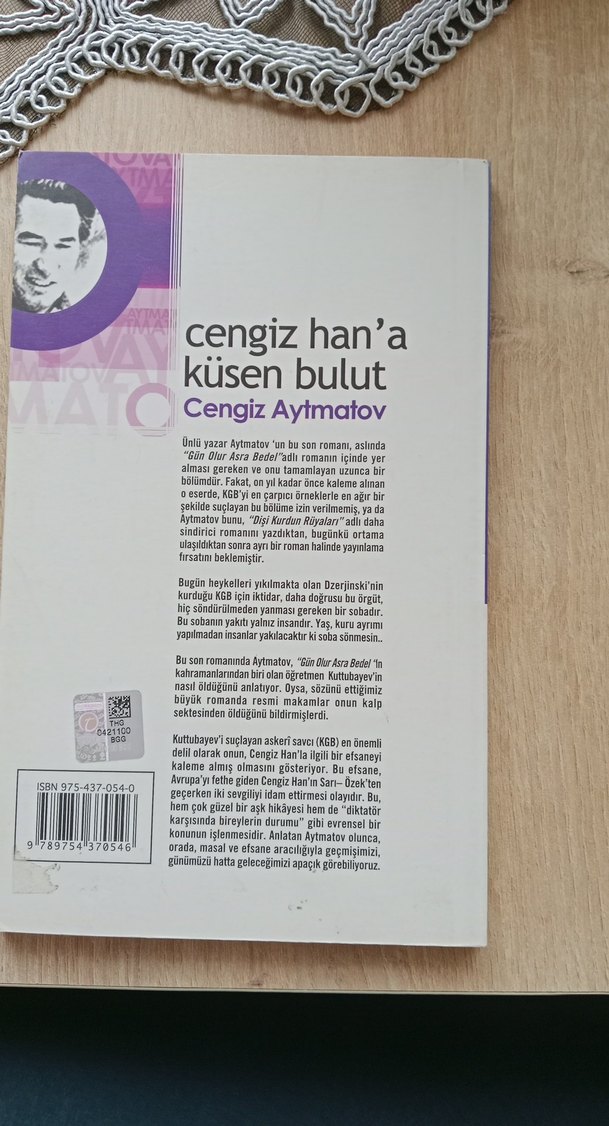 cengiz han'a
küsen bulut
Cengiz Aytmatov
Ünlü yazar Aytmatov 'un bu son romanı, aslında
"Gün Olur Asra Bedel"adlı romanın içinde yer
alması gereken ve onu tamamlayan uzunca bir
bölümdür. Fakat, on yıl kadar önce kaleme alınan
o eserde, KGB'yi en çarpıcı örneklerle en ağır bir
şekilde suçlayan bu bölüme izin verilmemiş, ya da
Aytmatov bunu, "Dişi Kurdun Rüyaları" adlı daha
sindirici romanını yazdıktan, bugünkü ortama
ulaşıldıktan sonra ayrı bir roman halinde yayınlama
fırsatını beklemiştir.
Bugün heykelleri yıkılmakta olan Dzerjinski'nin
kurduğu KGB için iktidar, daha doğrusu bu örgüt,
hiç söndürülmeden yanması gereken bir sobadır.
Bu sobanın yakıtı yalnız insandır. Yaş, kuru ayrımı
yapılmadan insanlar yakılacaktır ki soba sönmesin..
Bu son romanında Aytmatov, "Gün Olur Asra Bedel "in
kahramanlarından biri olan öğretmen Kuttubayev'in
nasıl öldüğünü anlatıyor. Oysa, sözünü ettiğimiz
büyük romanda resmi makamlar onun kalp
sektesinden öldüğünü bildirmişlerdi.
Kuttubayev'i suçlayan askerî savcı (KGB) en önemli
delil olarak onun, Cengiz Han'la ilgili bir efsaneyi
kaleme almış olmasını gösteriyor. Bu efsane,
Avrupa'yı fethe giden Cengiz Han'ın Sarı– Özek'ten
geçerken iki sevgiliyi idam ettirmesi olayıdır. Bu,
hem çok güzel bir aşk hikâyesi hem de "diktatör
karşısında bireylerin durumu" gibi evrensel bir
konunun işlenmesidir. Anlatan Aytmatov olunca,
orada, masal ve efsane aracılığıyla geçmişimizi,
günümüzü hatta geleceğimizi apaçık görebiliyoruz.
THG
0421100
BGG
ISBN 975-437-054-0
9 789754 370546